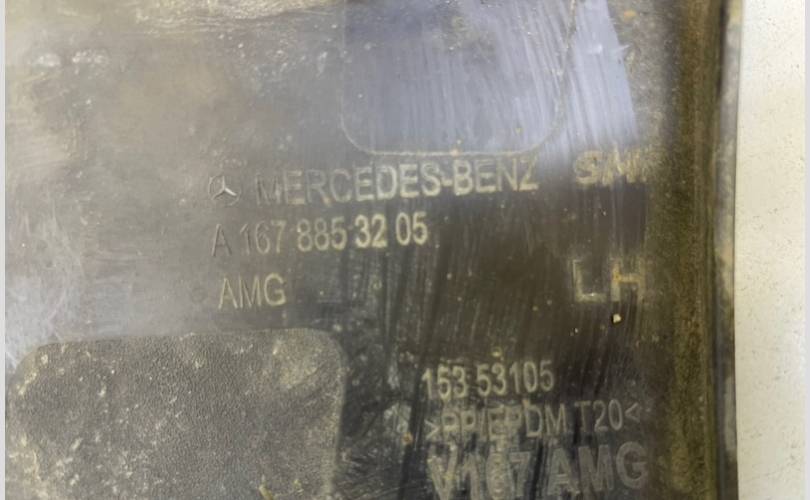 MERCEDES-BENZ
A 167 885 32 05
AMG
LH
153 53105
>PP/EPDM T20<
V167 AMG